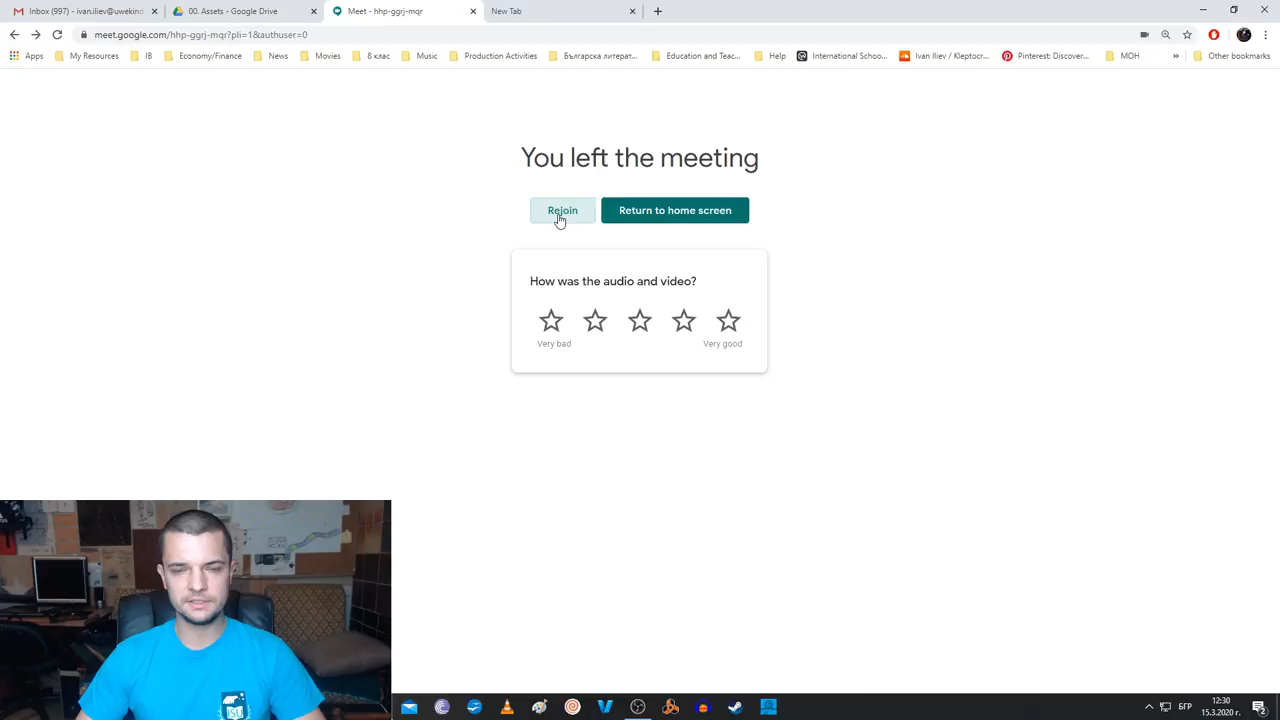 Inbox (997) - ivan.iliev@uwekind
00. Assets - Google Drive
Meet - hhp-ggrj-mqr
New Tab
meet.google.com/hhp-ggrj-mqr?pli=1&authuser=0
Apps
My Resources
IB
Economy/Finance
News
Movies
8 клас
Music
Production Activities
Българска литерат...
Education and Teac...
Help
International Schoo...
Ivan Iliev / Kleptocr...
Pinterest: Discover...
МОН
»
Other bookmarks
You left the meeting
Rejoin
Return to home screen
How was the audio and video?
Very bad
Very good
БГР
12:30
15.3.2020 г.
2